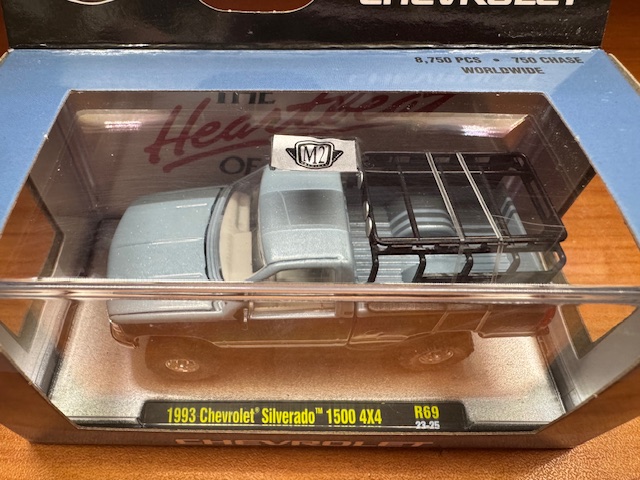 CHEVROLET
8,750 PCS • 750 CHASE
WORLDWIDE
THE
Heartbeat
OF
M2
1993 Chevrolet® Silverado™ 1500 4X4 R69
23-25
CHEVROLET